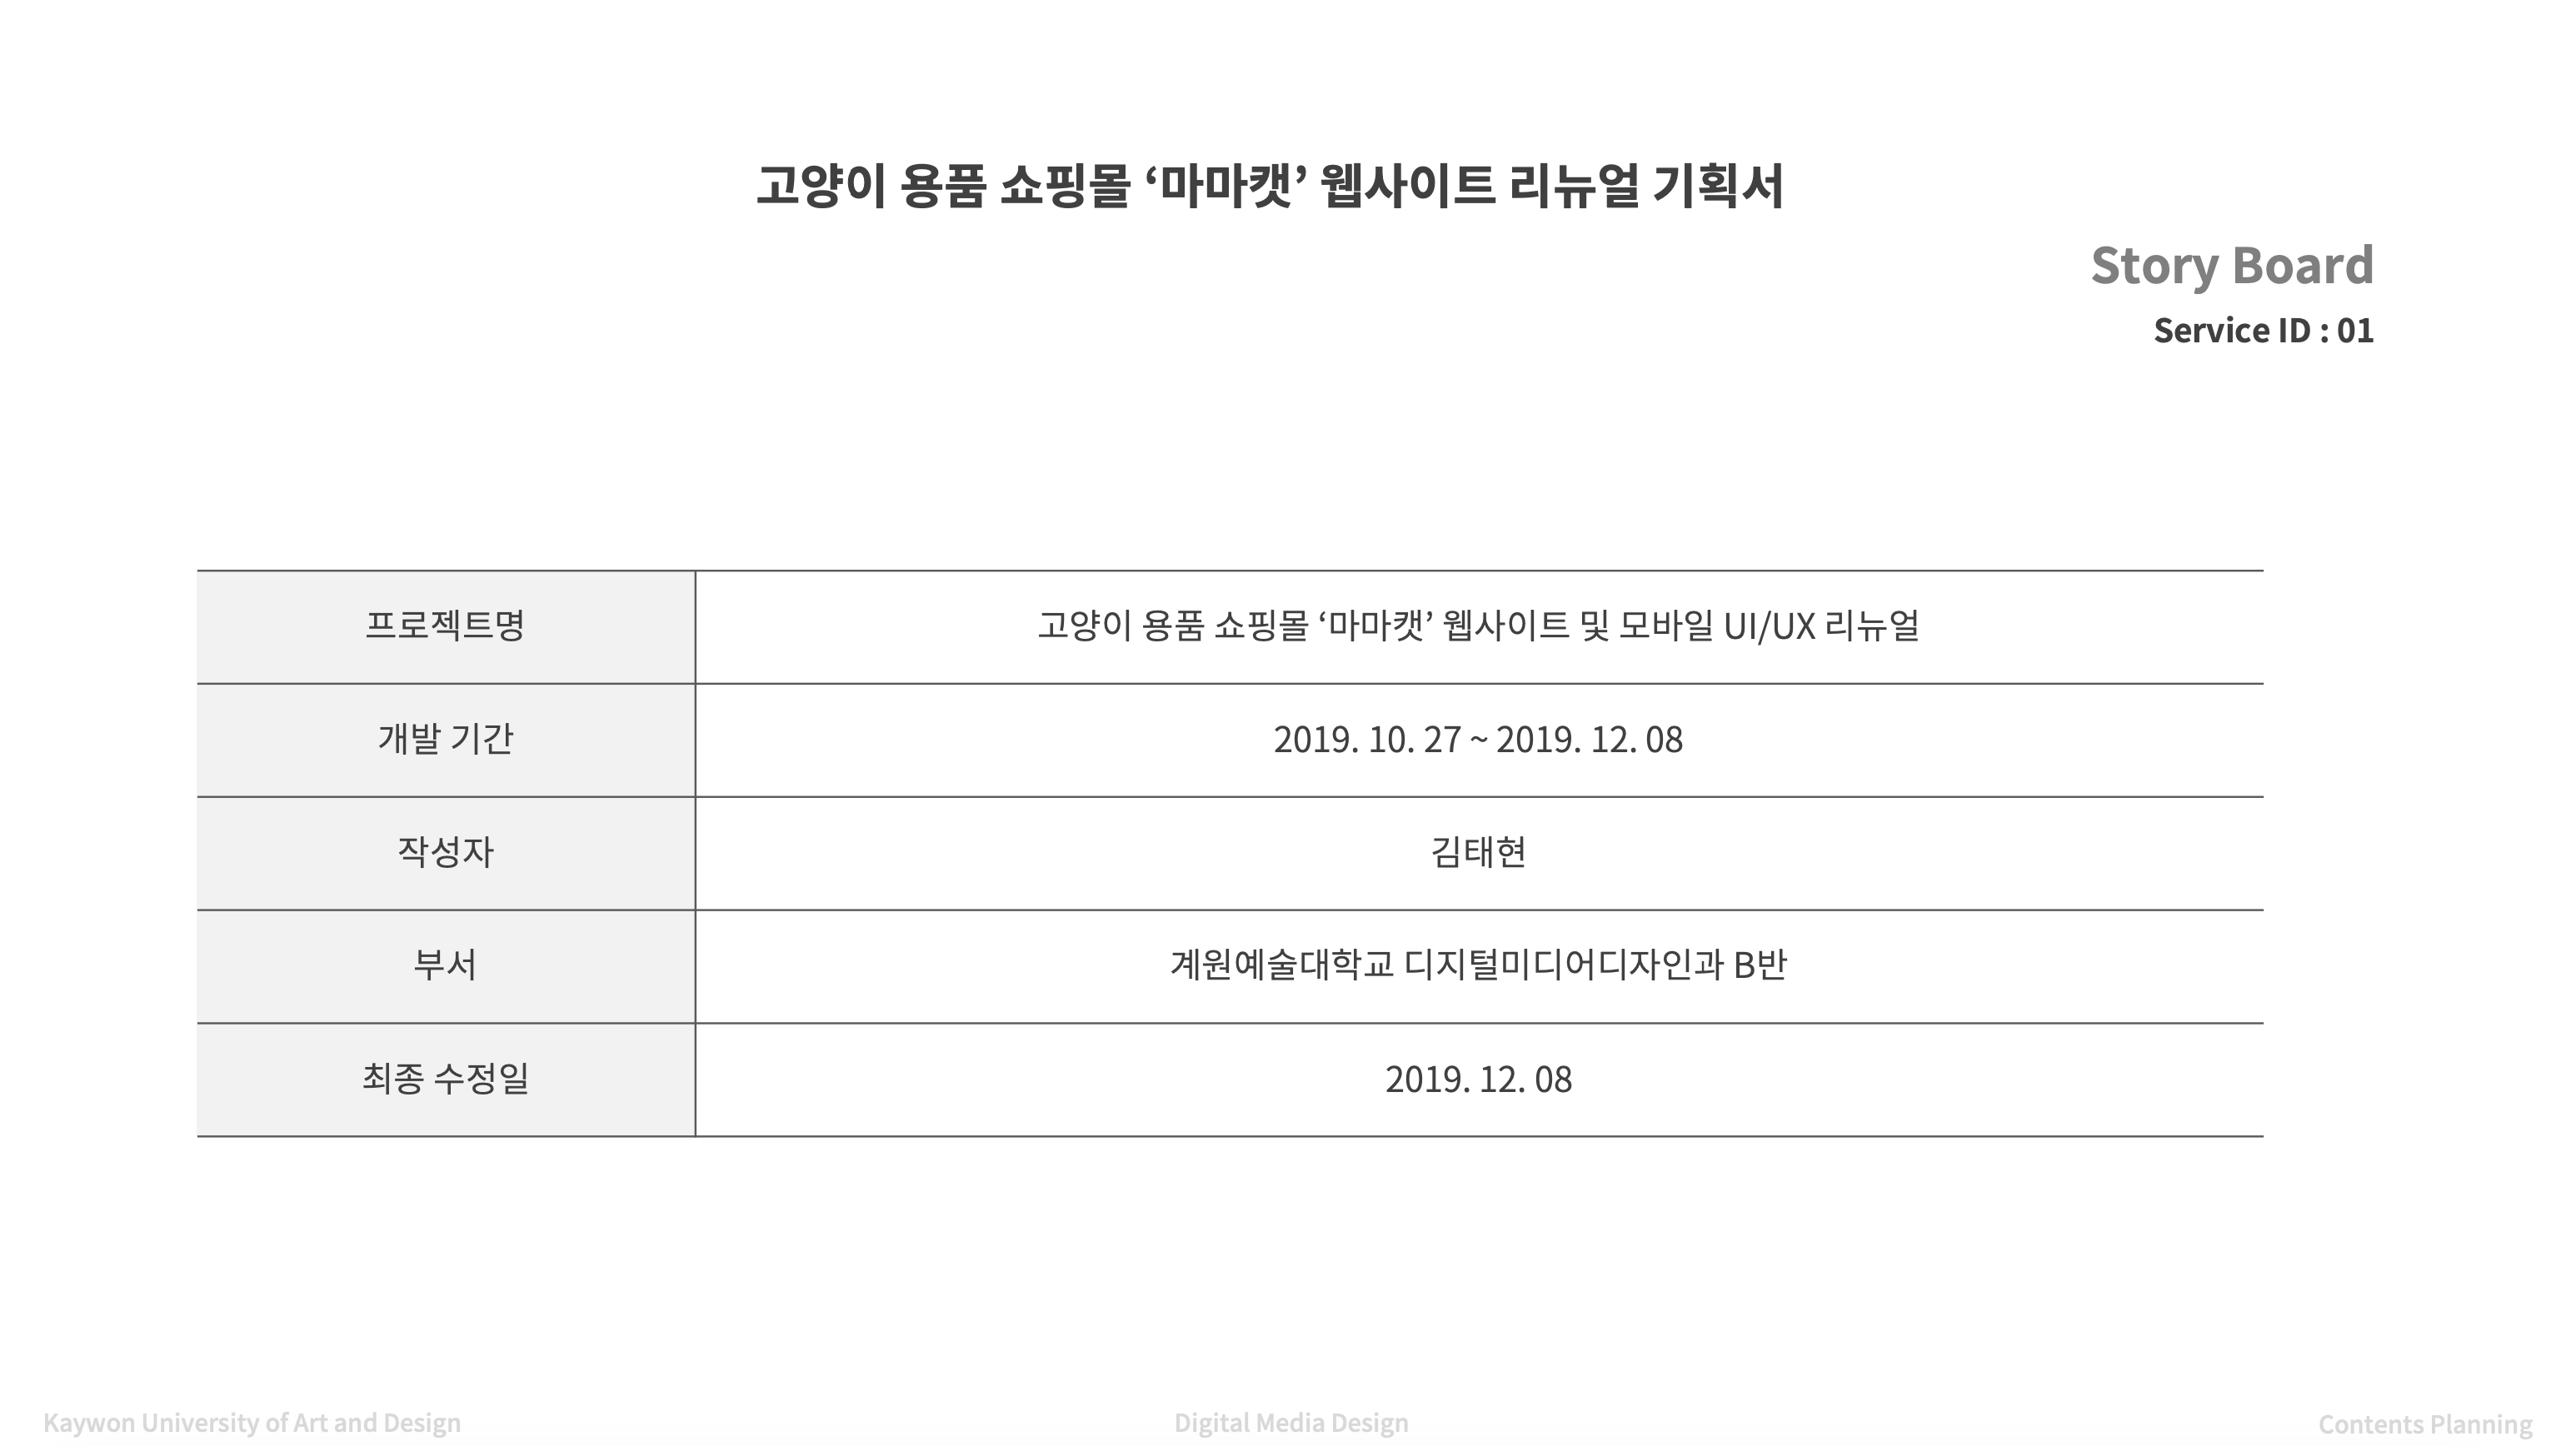 고양이 용품 쇼핑몰 ‘마마캣’ 웹사이트 리뉴얼 기획서
Story Board
Service ID : 01
프로젝트명 고양이 용품 쇼핑몰 ‘마마캣’ 웹사이트 및 모바일 UI/UX 리뉴얼
개발 기간 2019. 10. 27 ~ 2019. 12. 08
작성자 김태현
부서 계원예술대학교 디지털미디어디자인과 B반
최종 수정일 2019. 12. 08
Kaywon University of Art and Design Digital Media Design Contents Planning